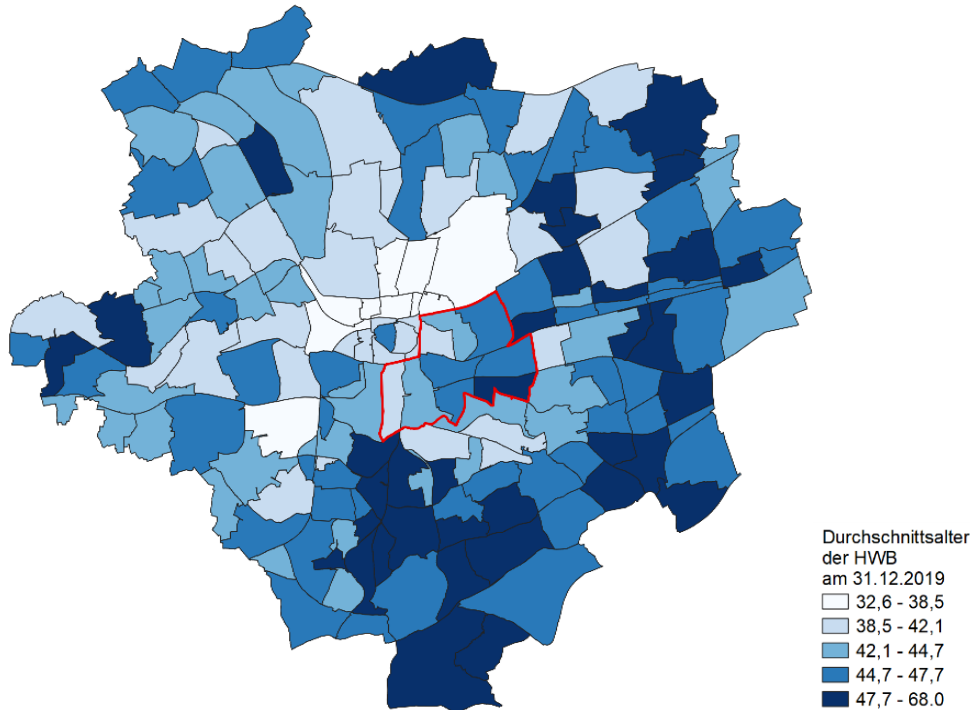 Durchschnittsalter
der HWB
am 31.12.2019
32,6 - 38,5
38,5 - 42,1
42,1 - 44,7
44,7 - 47,7
47,7 - 68.0